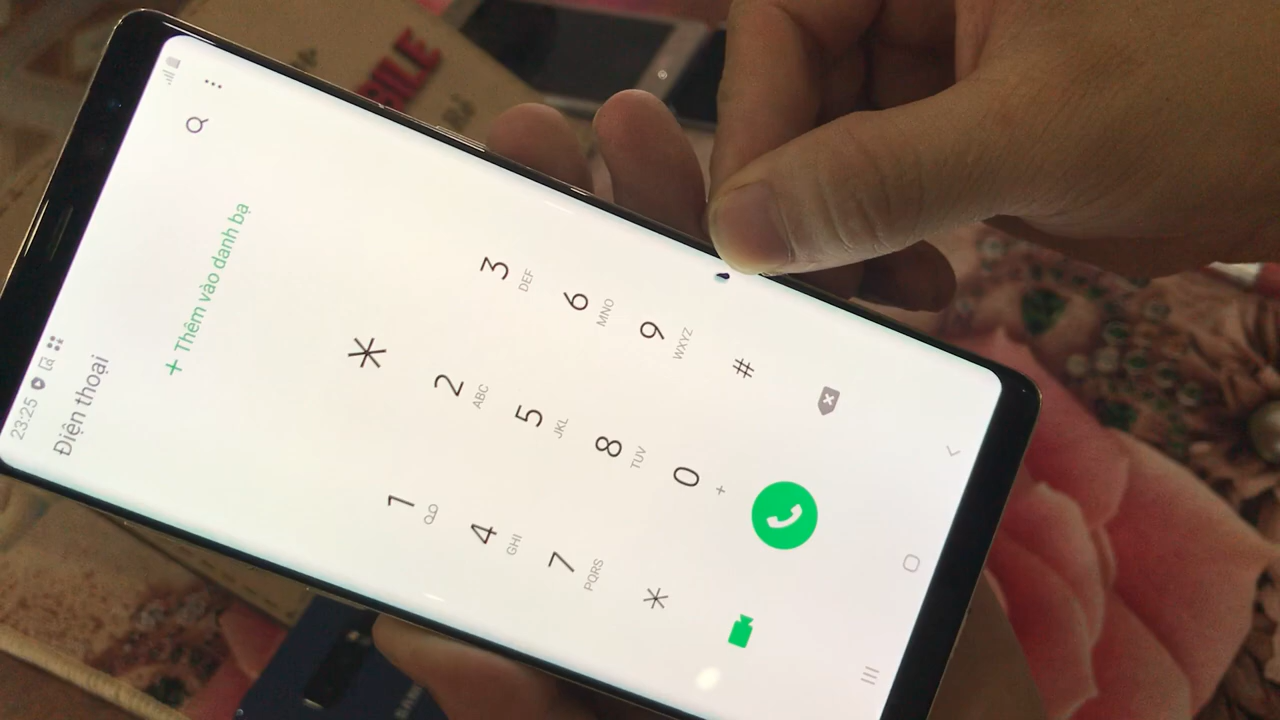 23:25
Điện thoại
+ Thêm vào danh bạ
*
1
2 ABC
3 DEF
4 GHI
5 JKL
6 MNO
7 PQRS
8 TUV
9 WXYZ
*
0 +
#
SAMSUNG